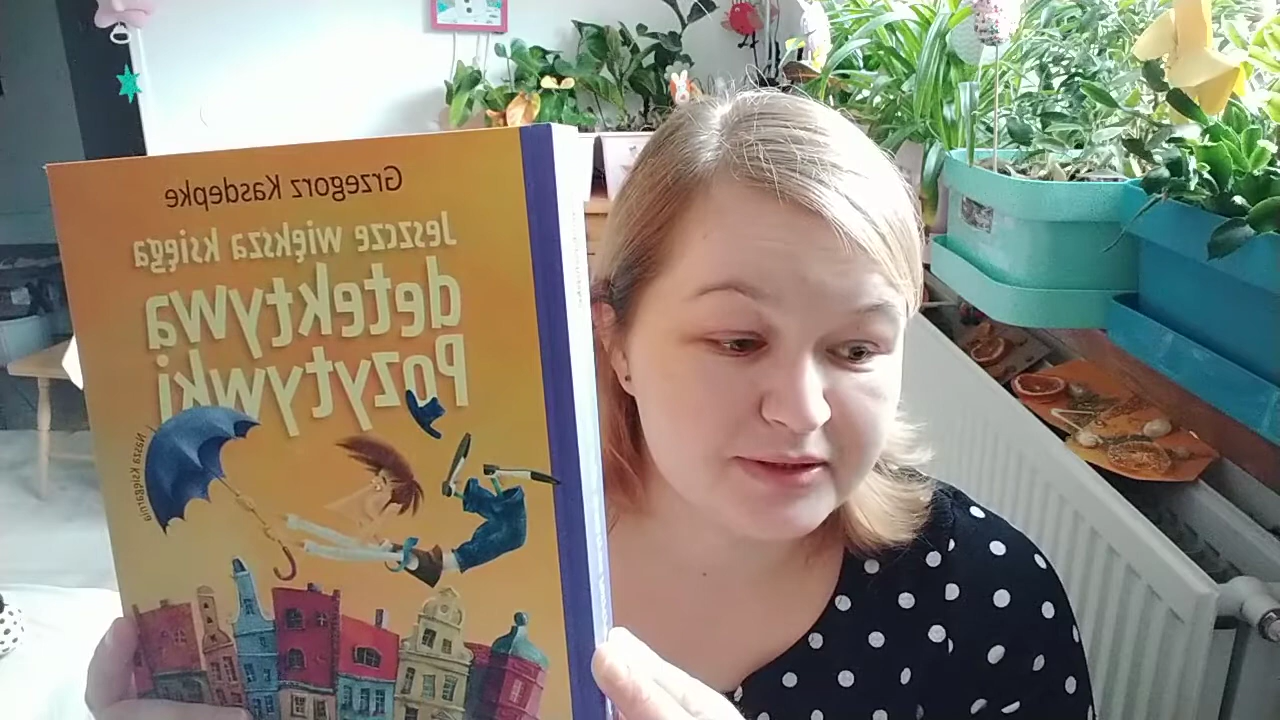 Grzegorz Kasdepke
Jeszcze większa księga
detektywa
Pozytywki
Nasza Księgarnia